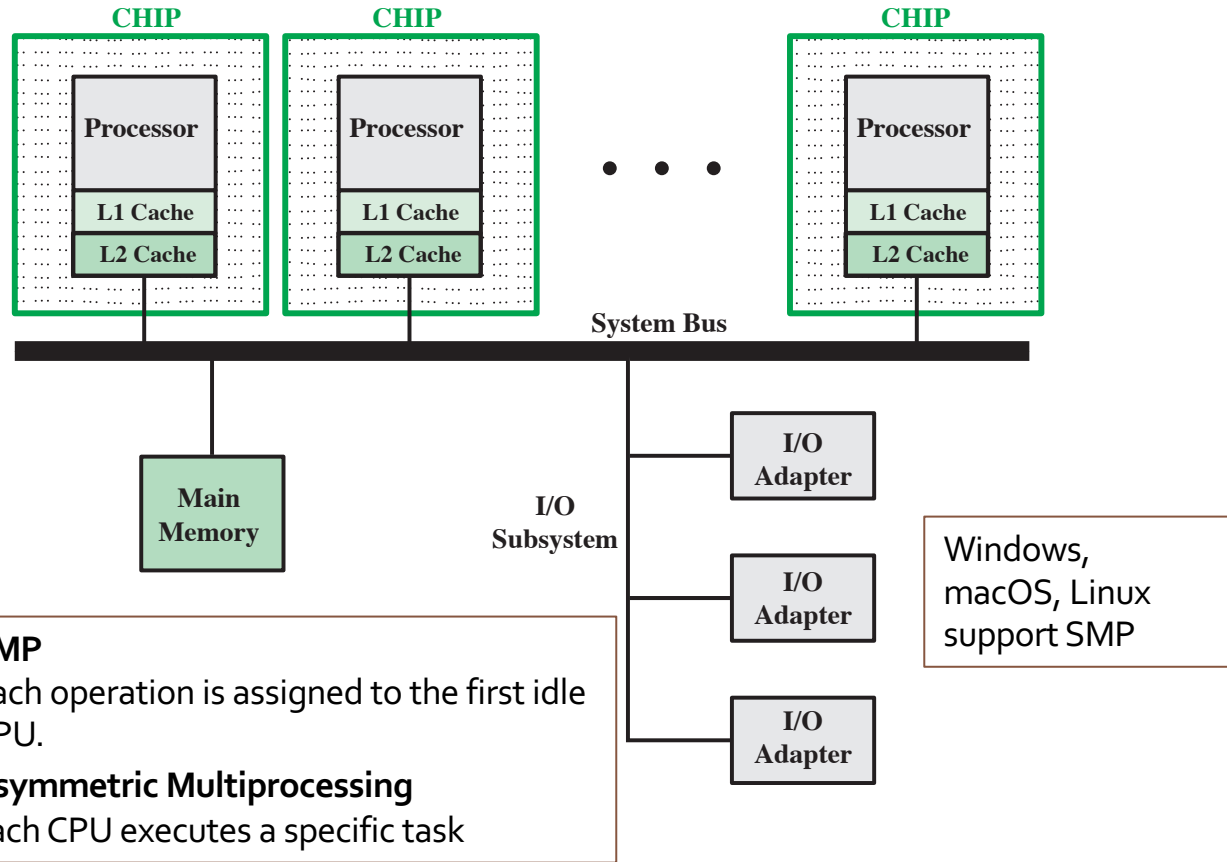 CHIP
CHIP
CHIP
Processor
L1 Cache
L2 Cache
Processor
L1 Cache
L2 Cache
• • •
Processor
L1 Cache
L2 Cache
System Bus
Main
Memory
I/O
Subsystem
I/O
Adapter
I/O
Adapter
I/O
Adapter
Windows,
macOS, Linux
support SMP
MP
ach operation is assigned to the first idle
PU.
symmetric Multiprocessing
ach CPU executes a specific task